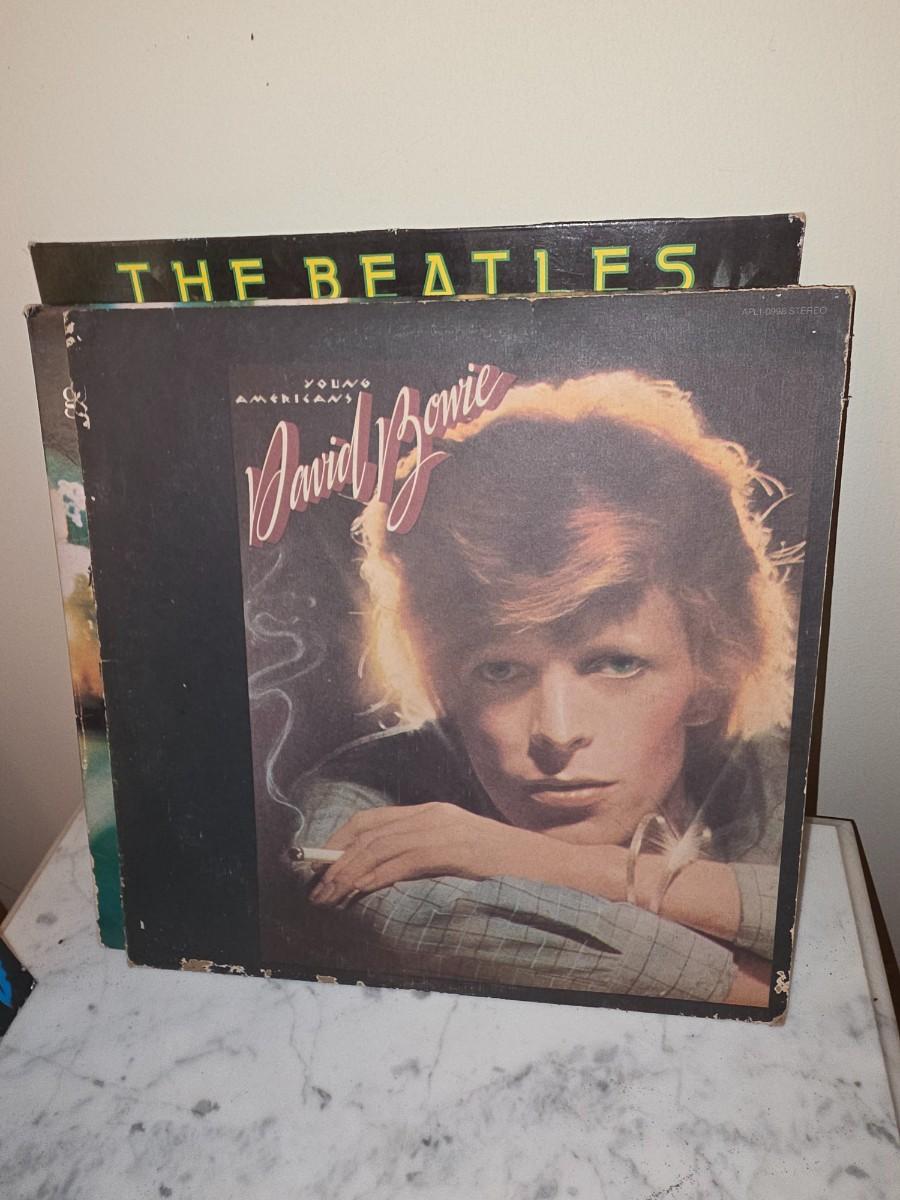 THE BEATLES
APL1-0998 STEREO
YOUNG
AMERICANS
David Bowie